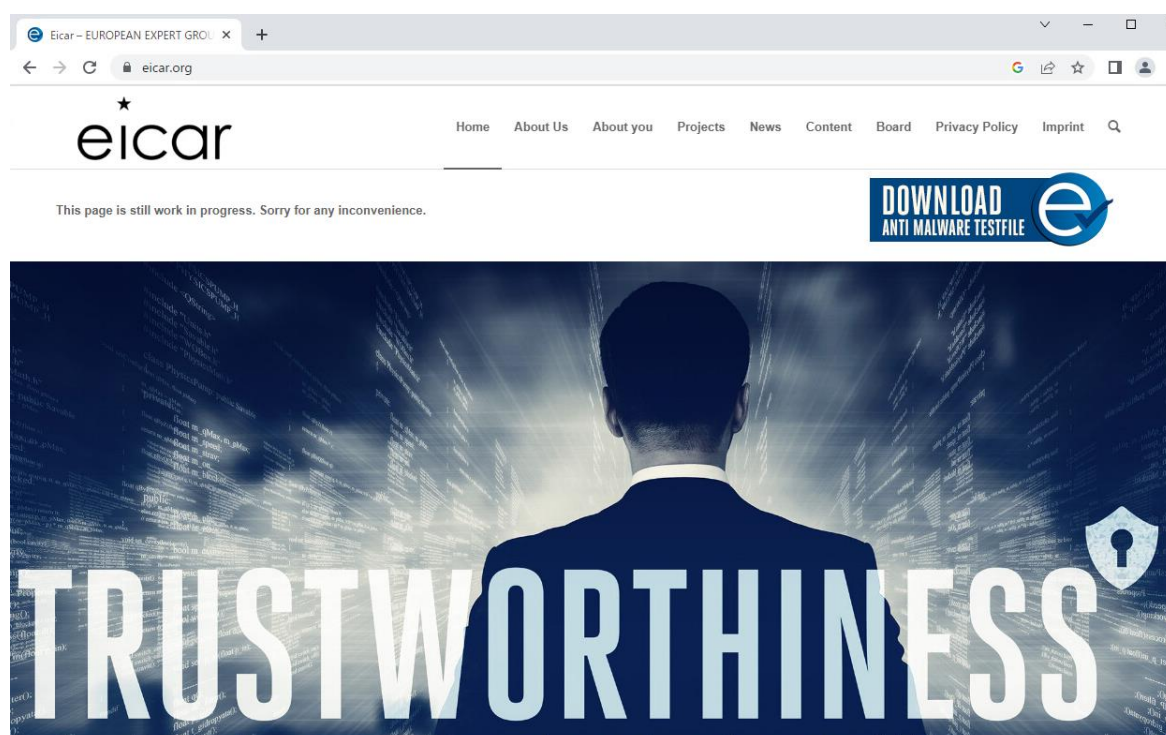 Eicar – EUROPEAN EXPERT GROU
eicar.org
eicar
Home About Us About you Projects News Content Board Privacy Policy Imprint
This page is still work in progress. Sorry for any inconvenience.
DOWNLOAD
ANTI MALWARE TESTFILE
TRUSTWORTHINESS